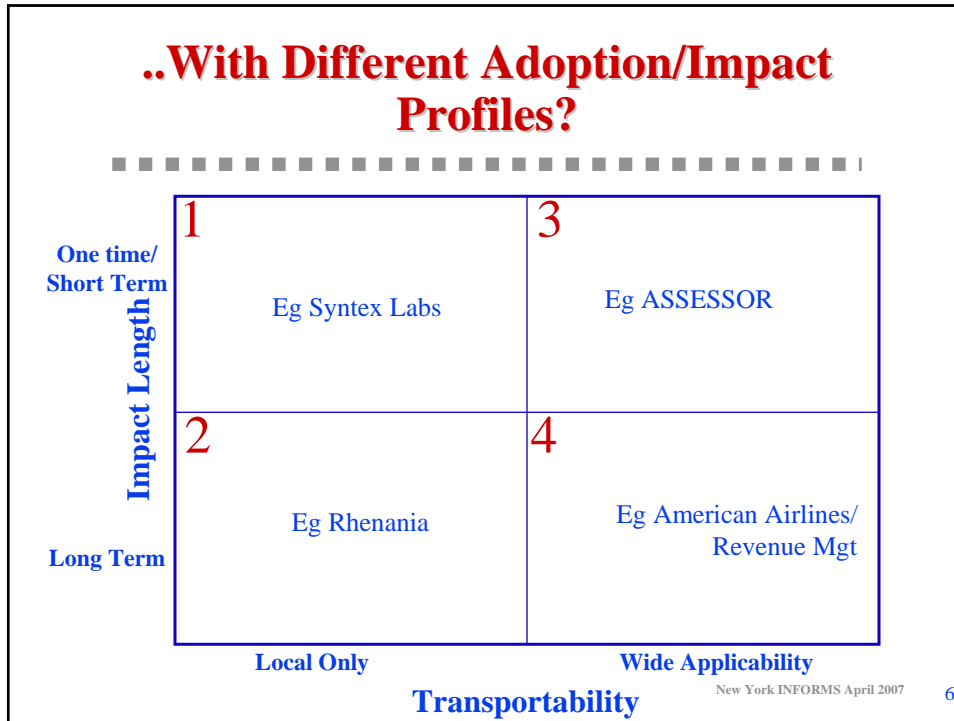 ..With Different Adoption/Impact
Profiles?
1
3
One time/
Short Term
Eg Syntex Labs
Eg ASSESSOR
Impact Length
2
4
Eg Rhenania
Eg American Airlines/
Revenue Mgt
Long Term
Local Only
Wide Applicability
Transportability
New York INFORMS April 2007
6